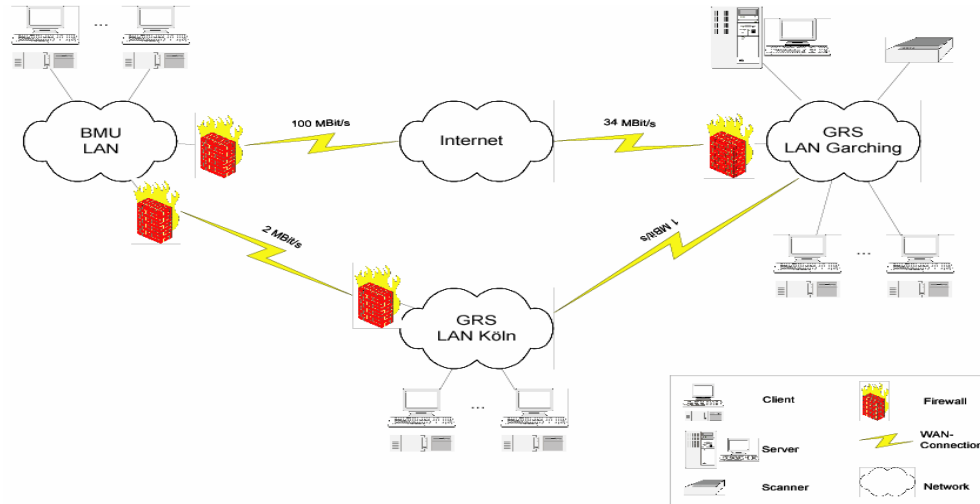 ...
BMU
LAN
100 MBit/s
Internet
34 MBit/s
GRS
LAN Garching
2 MBit/s
1 MBit/s
...
GRS
LAN Köln
...
Client
Firewall
Server
WAN-
Connection
Scanner
Network